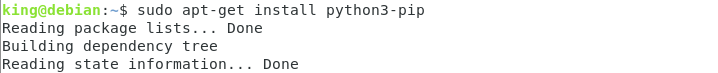 king@debian:~$ sudo apt-get install python3-pip
Reading package lists... Done
Building dependency tree
Reading state information... Done